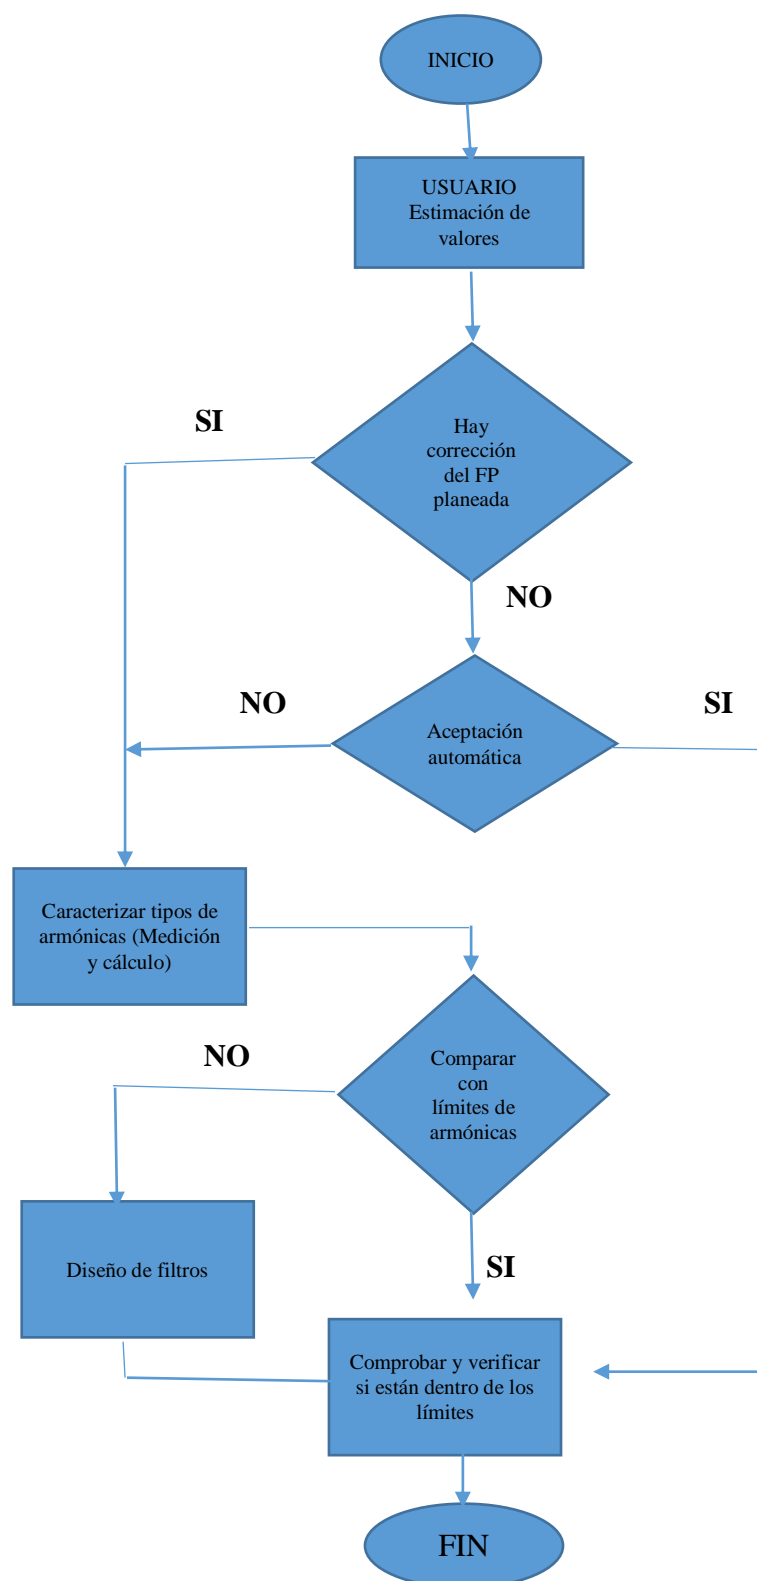 INICIO
USUARIO
Estimación de
valores
SI
Hay
corrección
del FP
planeada
NO
NO
SI
Aceptación
automática
Caracterizar tipos de
armónicas (Medición
y cálculo)
NO
Comparar
con
límites de
armónicas
SI
Diseño de filtros
Comprobar y verificar
si están dentro de los
límites
FIN